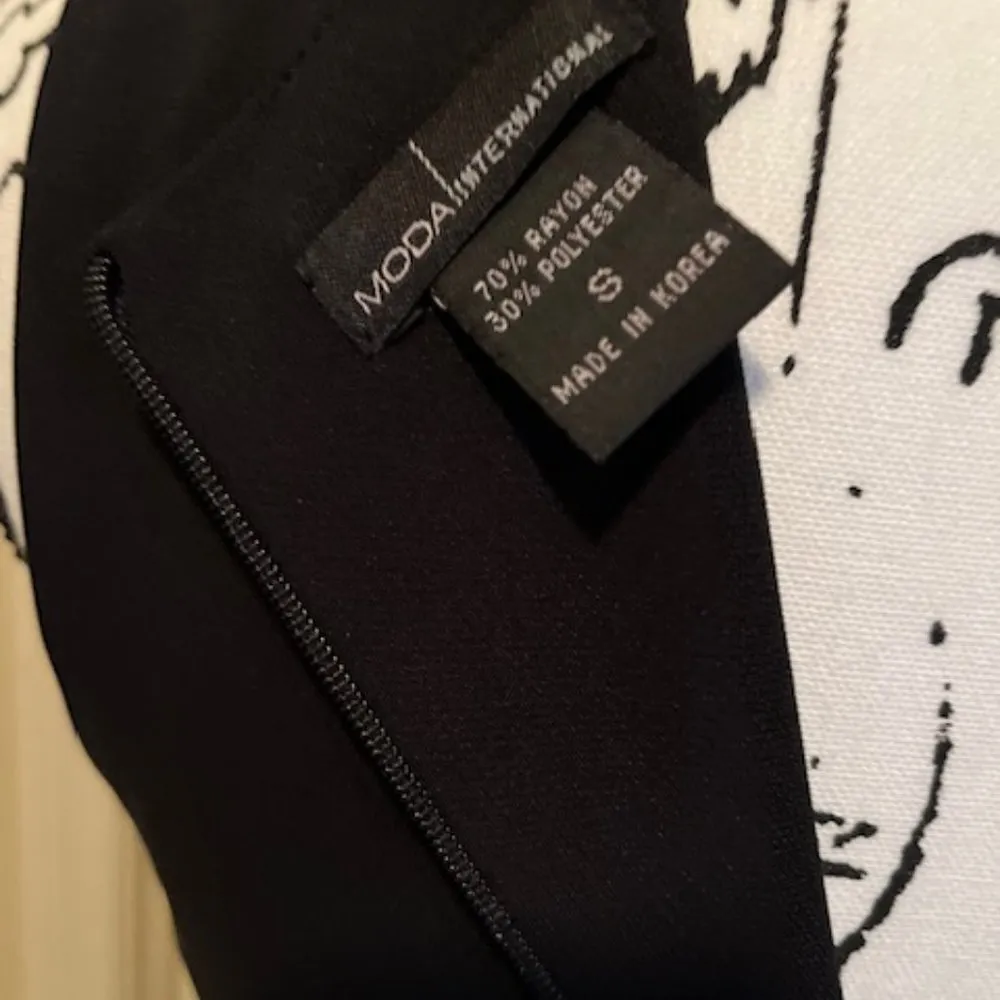 MODA INTERNATIONAL
70% RAYON
30% POLYESTER
S
MADE IN KOREA